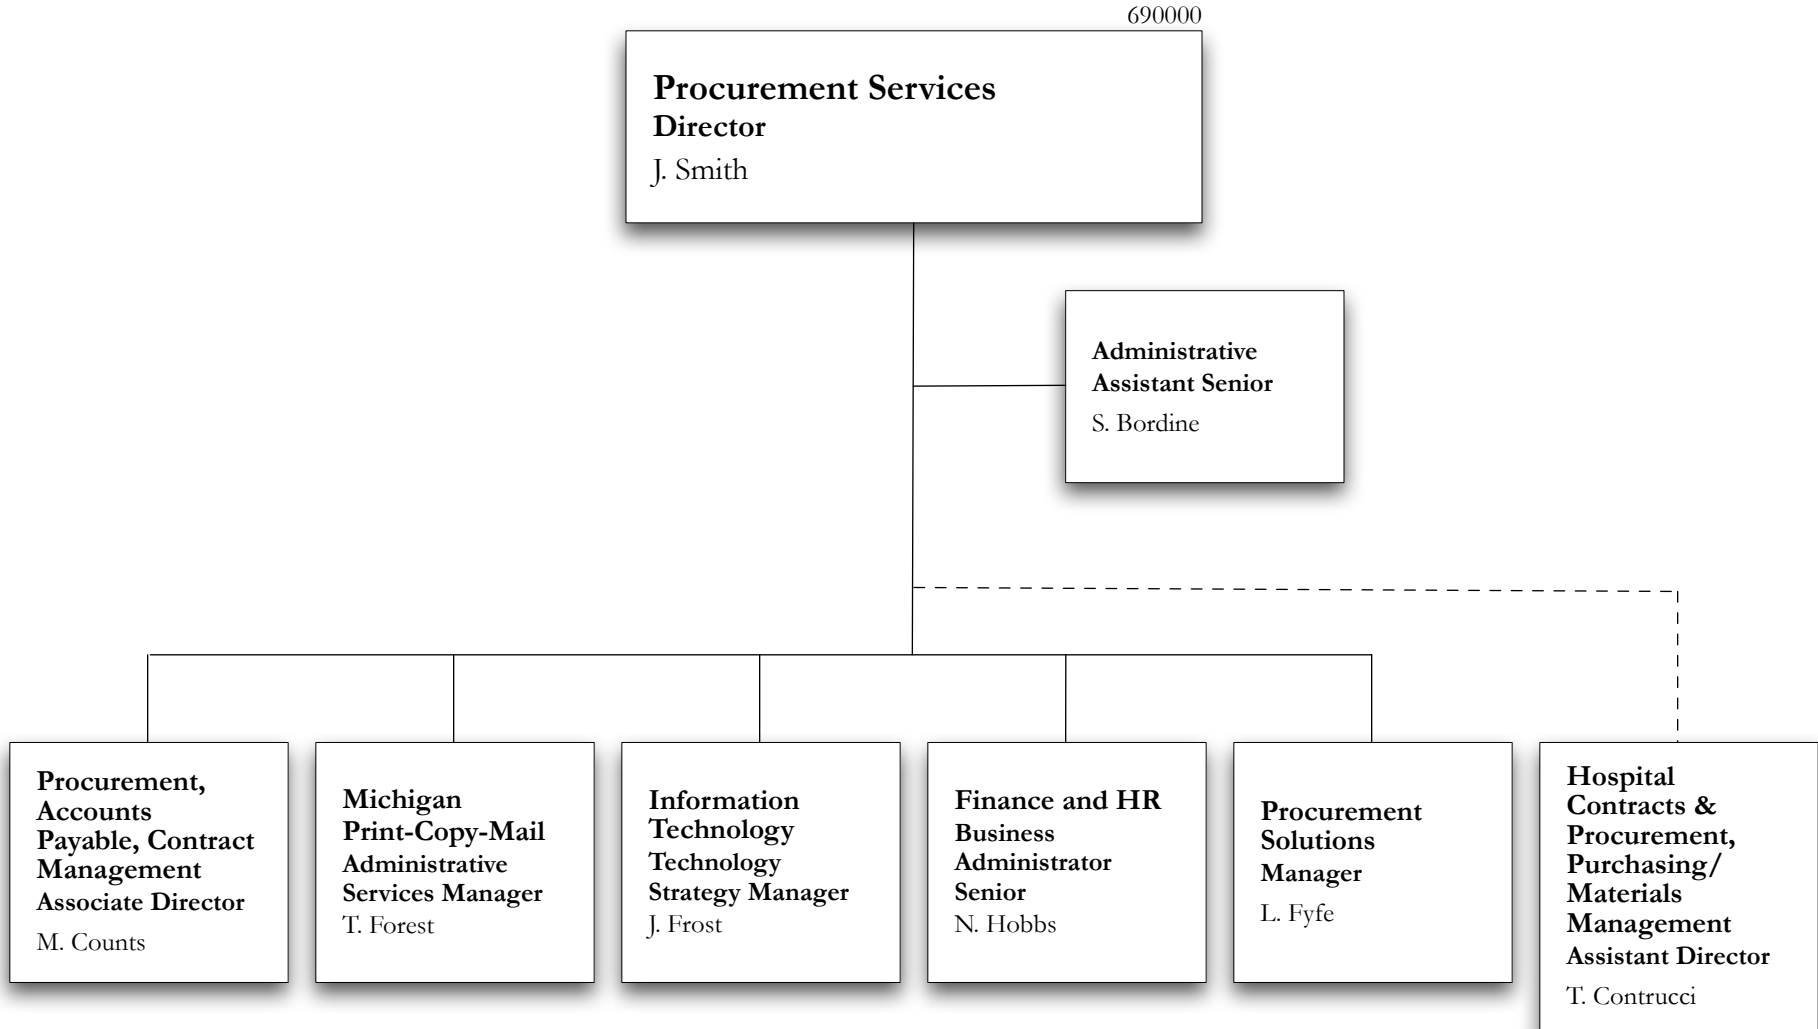 690000
Procurement Services
Director
J. Smith
Administrative
Assistant Senior
S. Bordine
Procurement,
Accounts
Payable, Contract
Management
Associate Director
M. Counts
Michigan
Print-Copy-Mail
Administrative
Services Manager
T. Forest
Information
Technology
Technology
Strategy Manager
J. Frost
Finance and HR
Business
Administrator
Senior
N. Hobbs
Procurement
Solutions
Manager
L. Fyfe
Hospital
Contracts &
Procurement,
Purchasing/
Materials
Management
Assistant Director
T. Contrucci